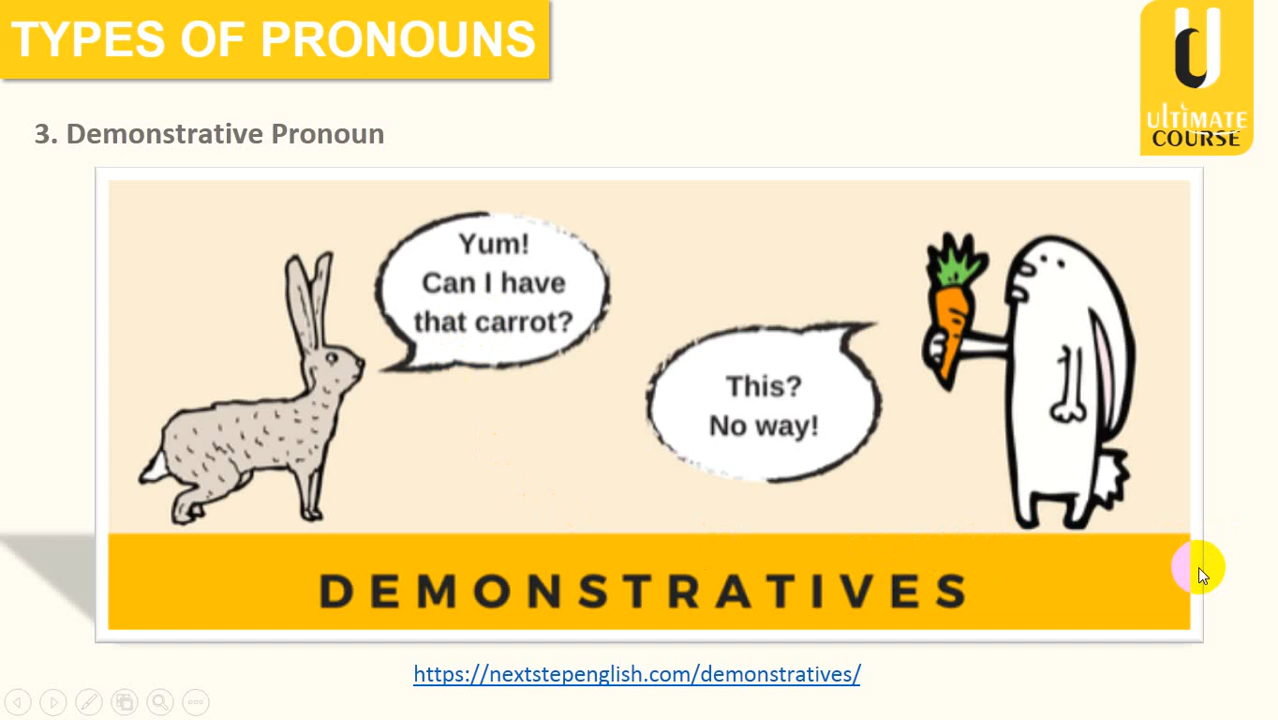 TYPES OF PRONOUNS
ULTIMATE
COURSE
3. Demonstrative Pronoun
Yum!
Can I have
that carrot?
This?
No way!
DEMONSTRATIVES
https://nextstepenglish.com/demonstratives/